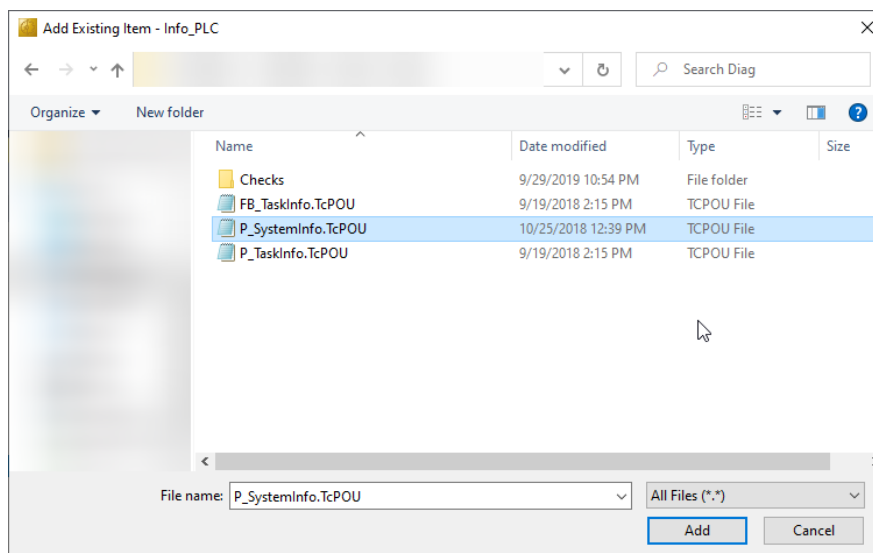 Add Existing Item - Info_PLC
Search Diag
Organize New folder
Name Date modified Type Size
Checks 9/29/2019 10:54 PM File folder
FB_TaskInfo.TcPOU 9/19/2018 2:15 PM TCPOU File
P_SystemInfo.TcPOU 10/25/2018 12:39 PM TCPOU File
P_TaskInfo.TcPOU 9/19/2018 2:15 PM TCPOU File
File name: P_SystemInfo.TcPOU All Files (*.*)
Add Cancel